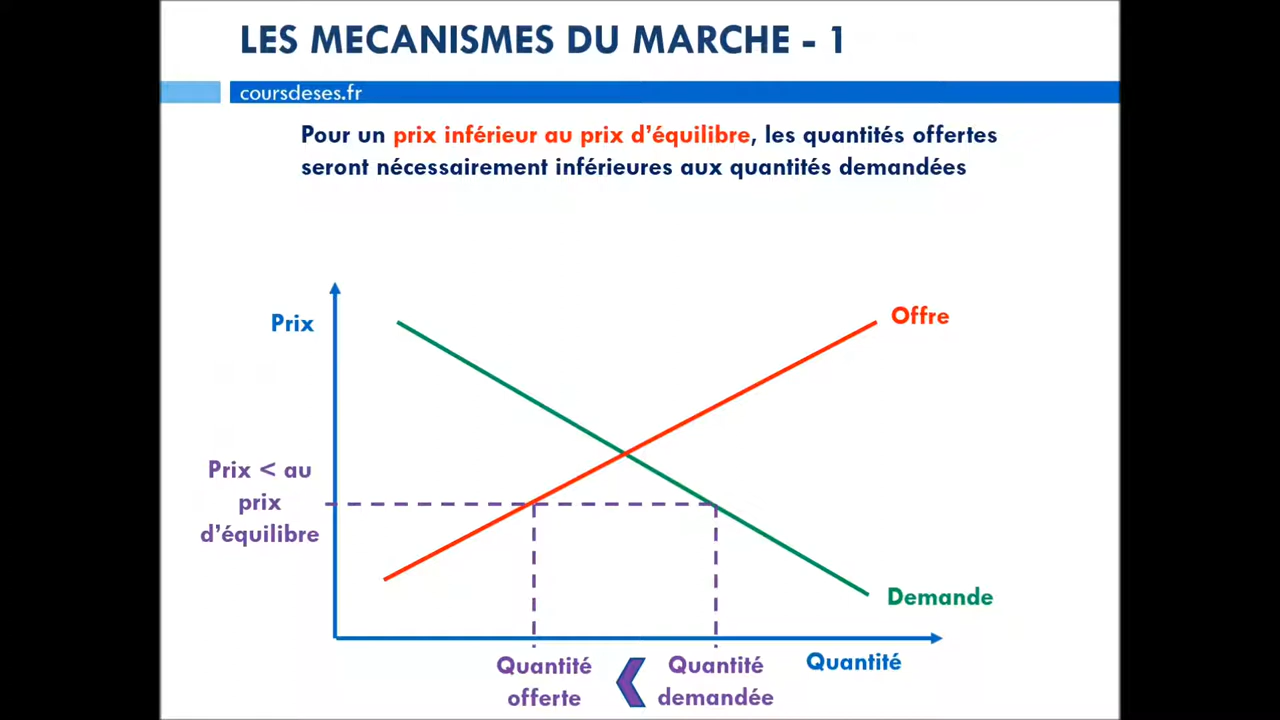 LES MECANISMES DU MARCHE - 1
coursdeses.fr
Pour un prix inférieur au prix d'équilibre, les quantités offertes
seront nécessairement inférieures aux quantités demandées
Prix
Offre
Prix < au
prix
d'équilibre
Demande
Quantité
Quantité
offerte
Quantité
demandée